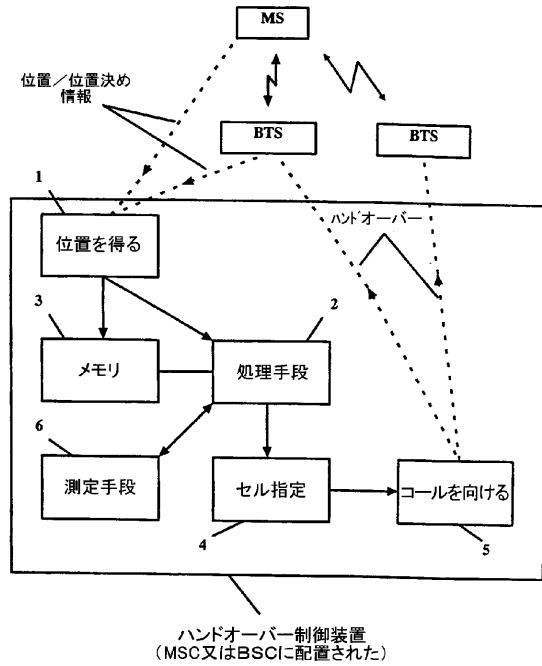 MS
位置/位置決め
情報
BTS
BTS
1
位置を得る
ハンドオーバー
3
2
メモリ
処理手段
6
測定手段
セル指定
コールを向ける
4
5
ハンドオーバー制御装置
(MSC又はBSCに配置された)